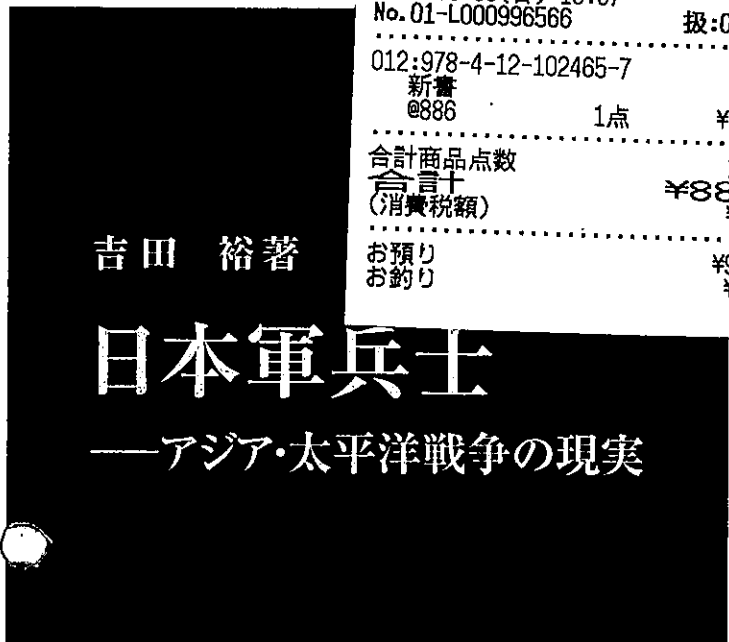 No.01-L000996566 扱:0
012:978-4-12-102465-7
新書
@886 1点 ¥
合計商品点数
合計 ¥88
(消費税額)
お預り
お釣り
吉田 裕著
日本軍兵士
──アジア・太平洋戦争の現実